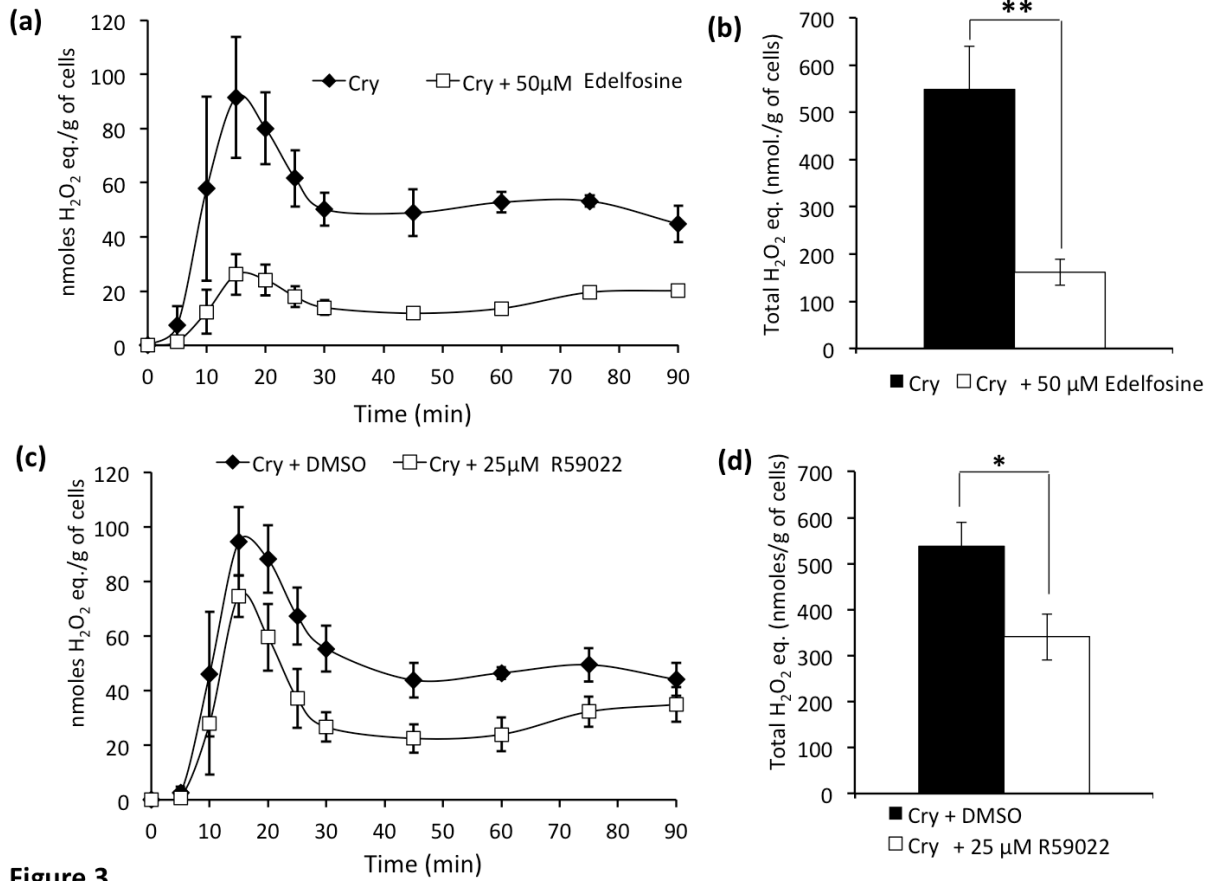 (a)
120
100
80
60
40
20
0
nmoles H₂O₂ eq./g of cells
Cry
Cry + 50µM Edelfosine
0 10 20 30 40 50 60 70 80 90
Time (min)
(b)
700
600
500
400
300
200
100
0
Total H₂O₂ eq. (nmol./g of cells)
**
Cry Cry + 50 µM Edelfosine
(c)
Cry + DMSO Cry + 25µM R59022
120
100
80
60
40
20
0
nmoles H₂O₂ eq./g of cells
0 10 20 30 40 50 60 70 80 90
Time (min)
(d)
700
600
500
400
300
200
100
0
Total H₂O₂ eq. (nmoles/g of cells)
*
Cry + DMSO
Cry + 25 µM R59022
Figure 3